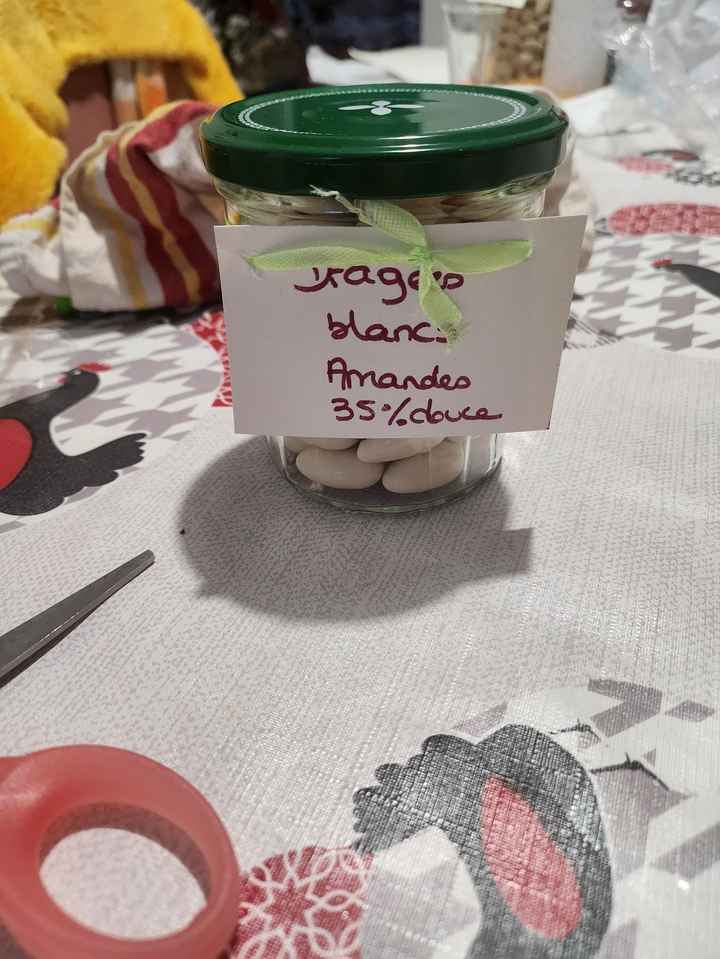 Dragées
blancs
Amandes
35% douce